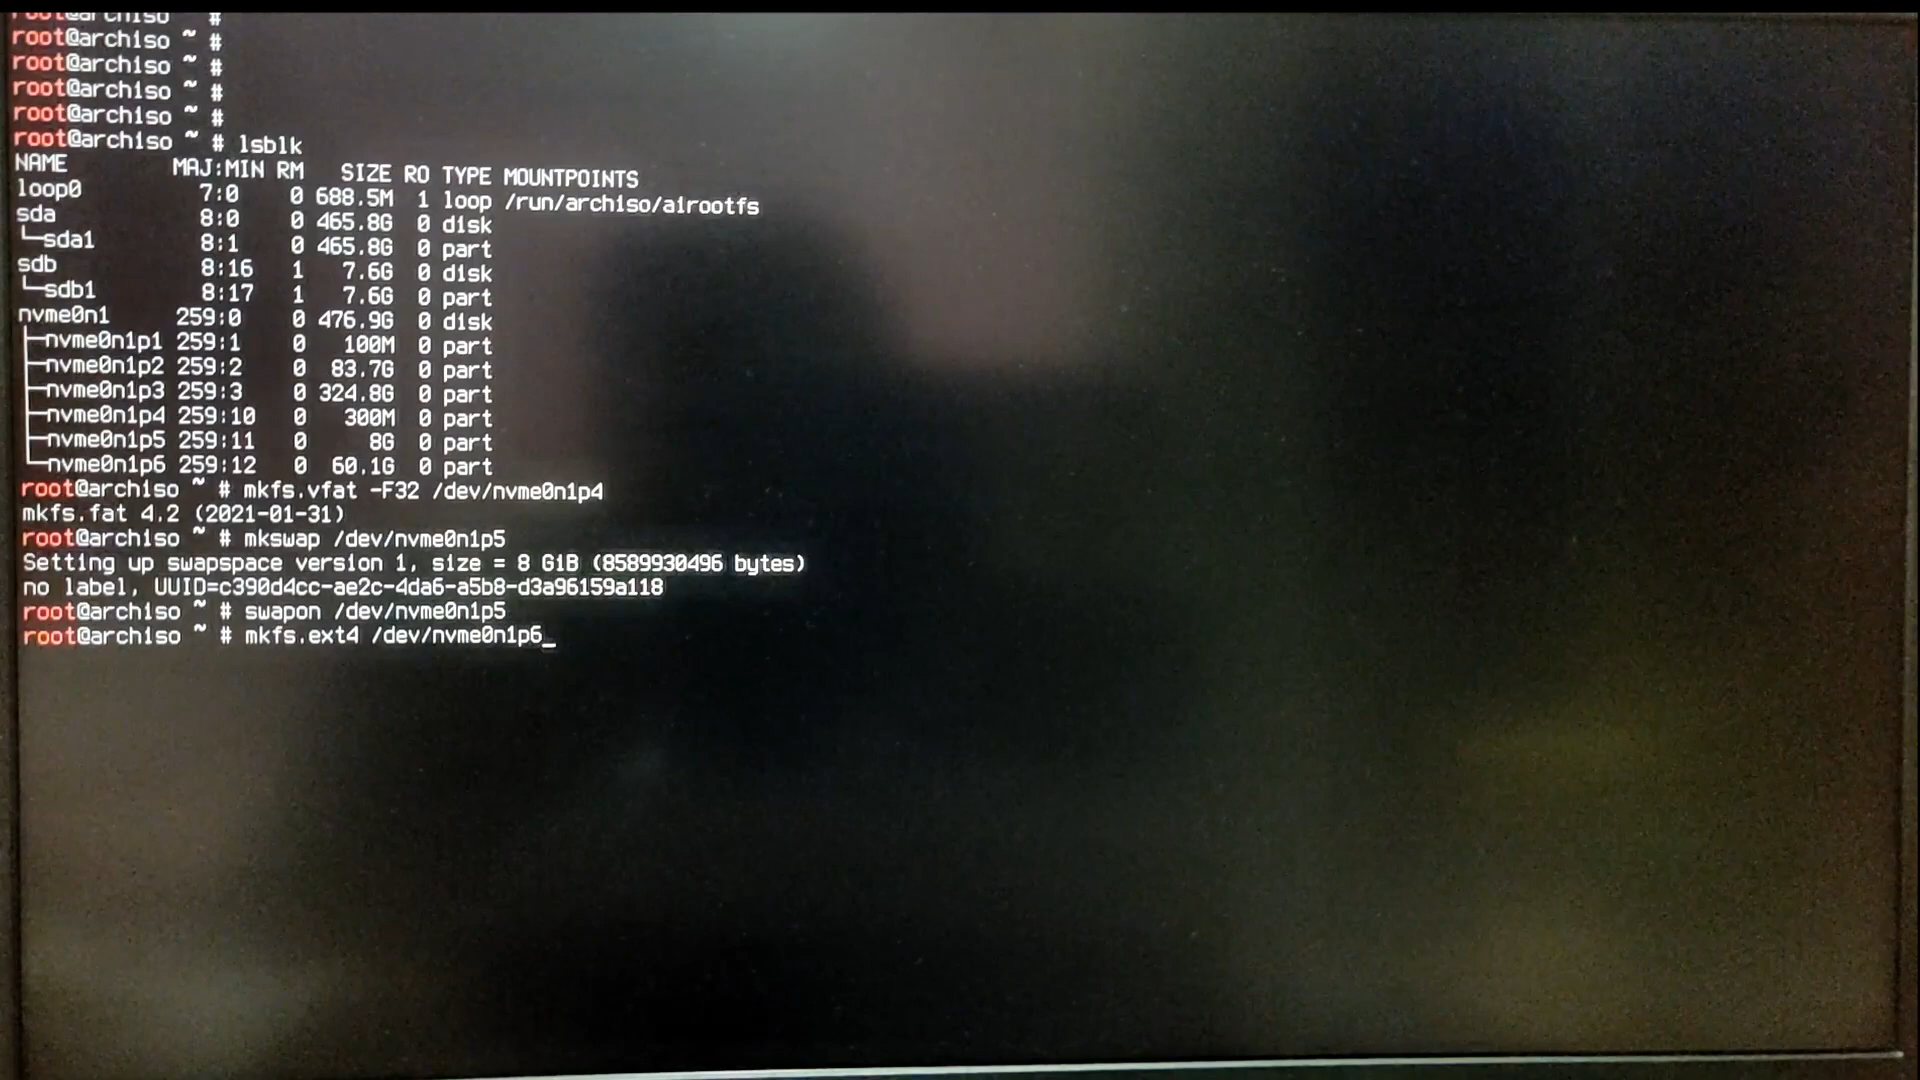 root@archiso #
root@archiso ~ #
root@archiso ~ #
root@archiso ~ #
root@archiso ~ #
root@archiso ~ # lsblk
NAME MAJ:MIN RM SIZE RO TYPE MOUNTPOINTS
loop0 7:0 0 688.5M 1 loop /run/archiso/airootfs
sda 8:0 0 465.8G 0 disk
└─sda1 8:1 0 465.8G 0 part
sdb 8:16 1 7.6G 0 disk
└─sdb1 8:17 1 7.6G 0 part
nvme0n1 259:0 0 476.9G 0 disk
├─nvme0n1p1 259:1 0 100M 0 part
├─nvme0n1p2 259:2 0 83.7G 0 part
├─nvme0n1p3 259:3 0 324.8G 0 part
├─nvme0n1p4 259:10 0 300M 0 part
├─nvme0n1p5 259:11 0 8G 0 part
└─nvme0n1p6 259:12 0 60.1G 0 part
root@archiso ~ # mkfs.vfat -F32 /dev/nvme0n1p4
mkfs.fat 4.2 (2021-01-31)
root@archiso ~ # mkswap /dev/nvme0n1p5
Setting up swapspace version 1, size = 8 GiB (8589930496 bytes)
no label, UUID=c390d4cc-ae2c-4da6-a5b8-d3a96159a118
root@archiso ~ # swapon /dev/nvme0n1p5
root@archiso ~ # mkfs.ext4 /dev/nvme0n1p6_